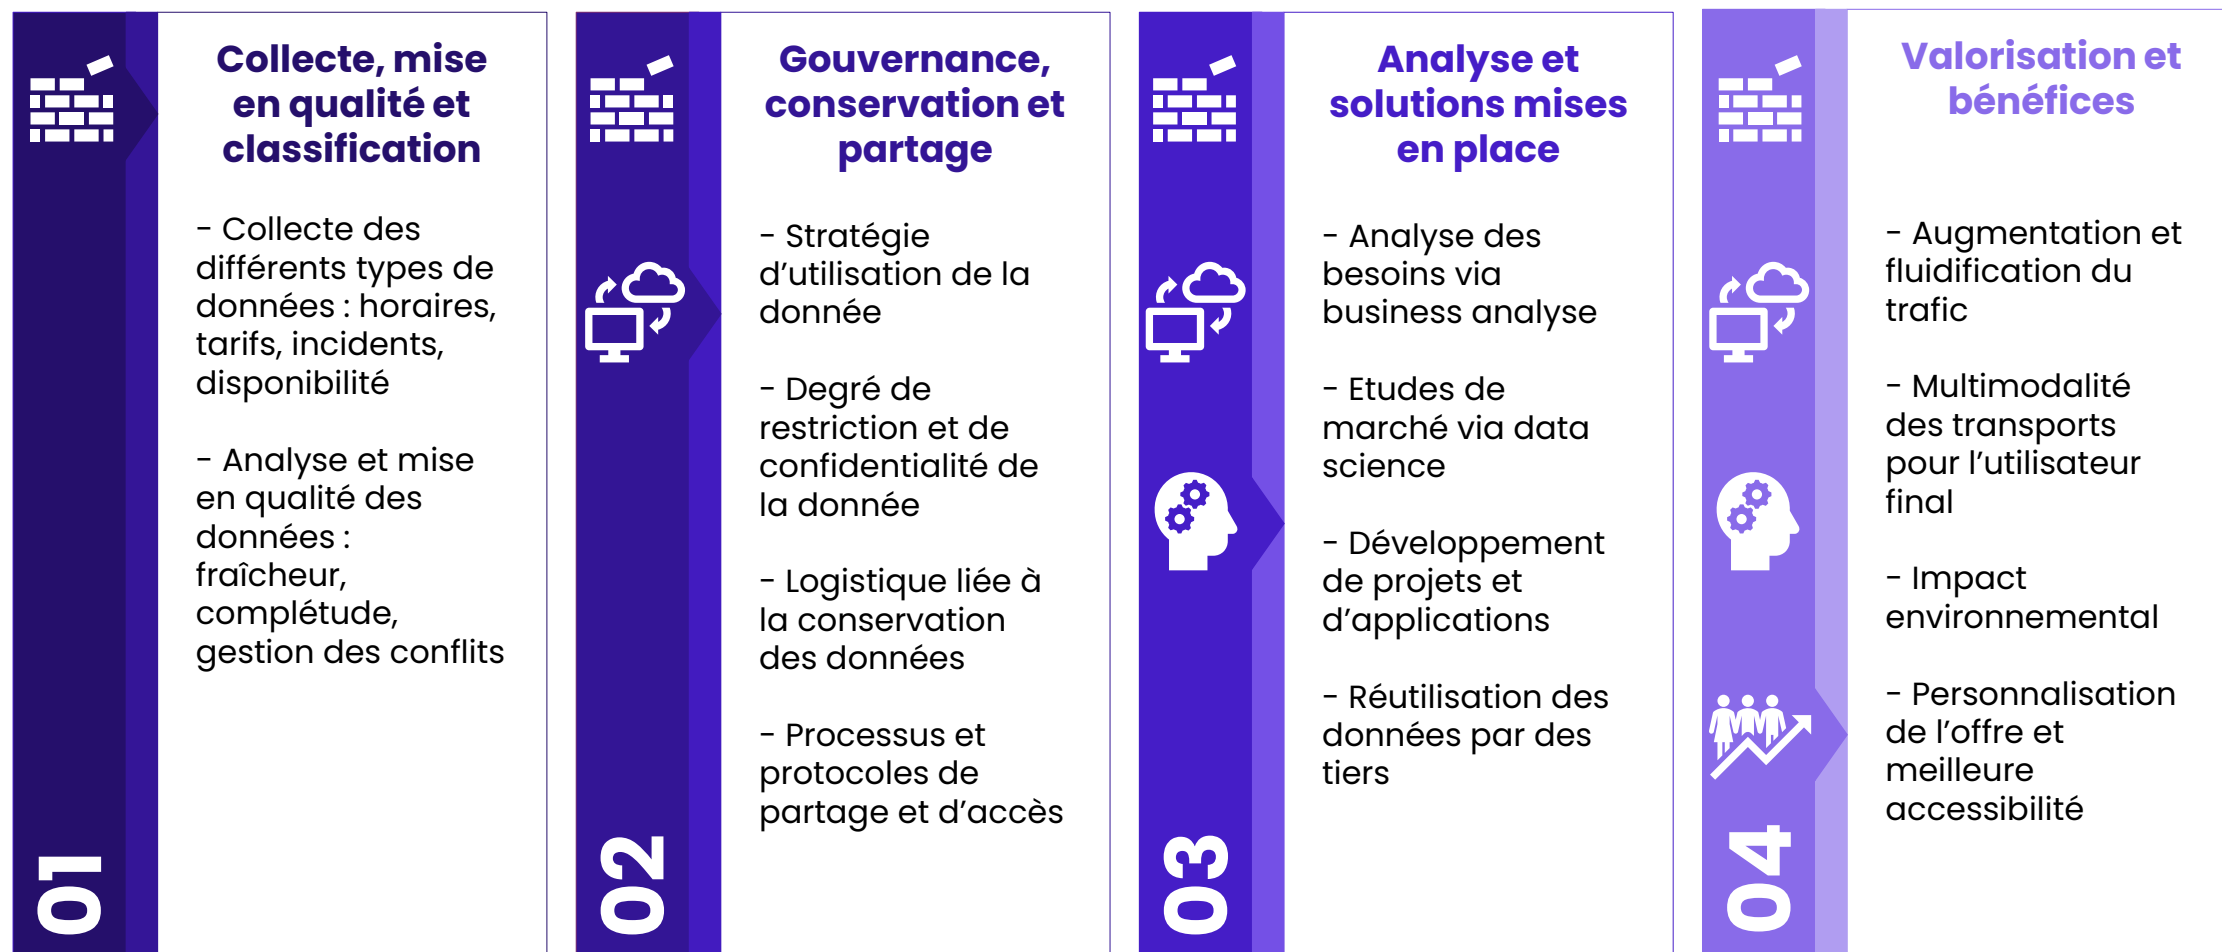 Collecte, mise
en qualité et
classification
- Collecte des
différents types de
données : horaires,
tarifs, incidents,
disponibilité
- Analyse et mise
en qualité des
données :
fraîcheur,
complétude,
gestion des conflits
01
Gouvernance,
conservation et
partage
- Stratégie
d’utilisation de la
donnée
- Degré de
restriction et de
confidentialité de
la donnée
- Logistique liée à
la conservation
des données
- Processus et
protocoles de
partage et d’accès
02
Analyse et
solutions mises
en place
- Analyse des
besoins via
business analyse
- Etudes de
marché via data
science
- Développement
de projets et
d’applications
- Réutilisation des
données par des
tiers
03
Valorisation et
bénéfices
- Augmentation et
fluidification du
trafic
- Multimodalité
des transports
pour l’utilisateur
final
- Impact
environnemental
- Personnalisation
de l’offre et
meilleure
accessibilité
04